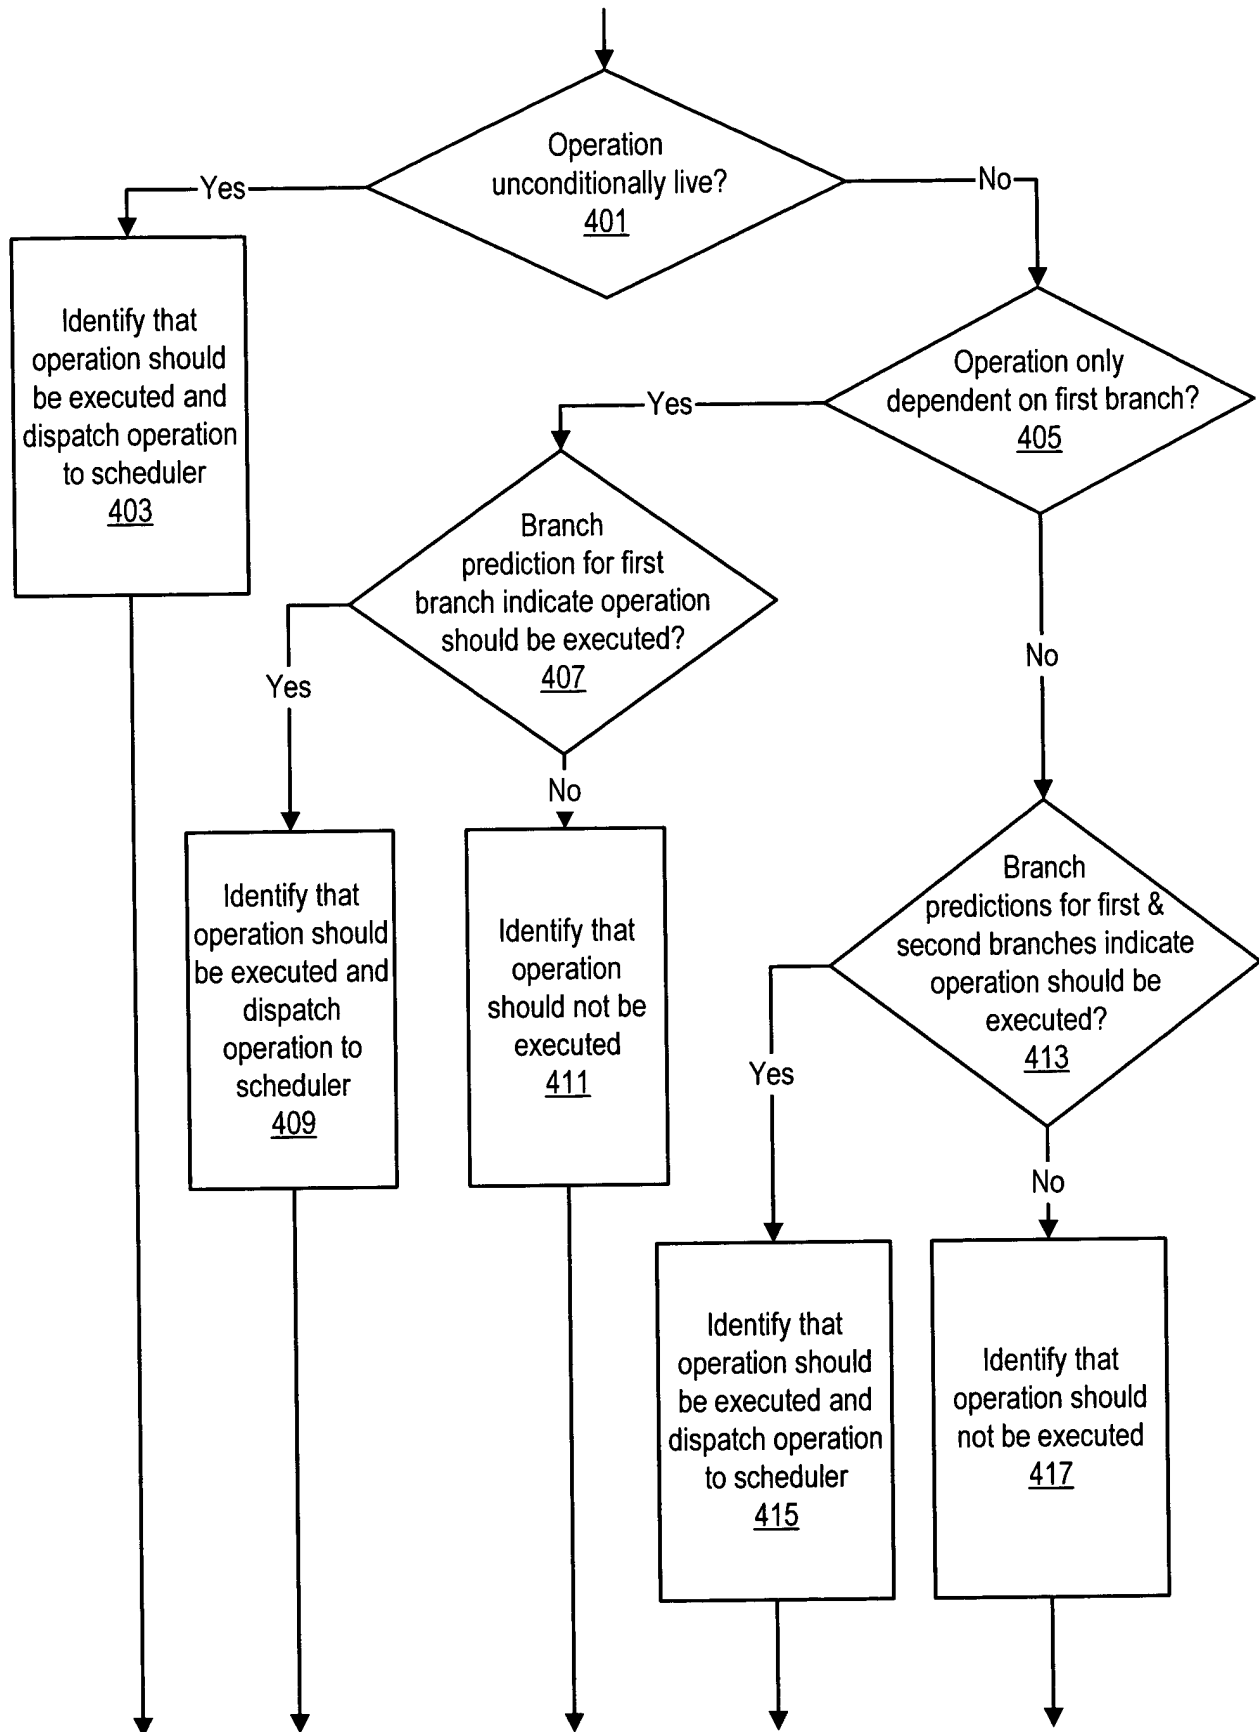 Operation
unconditionally live?
401
Yes
No
Identify that
operation should
be executed and
dispatch operation
to scheduler
403
Operation only
dependent on first branch?
405
Yes
No
Branch
prediction for first
branch indicate operation
should be executed?
407
Yes
No
Identify that
operation should
be executed and
dispatch
operation to
scheduler
409
Identify that
operation
should not be
executed
411
Branch
predictions for first &
second branches indicate
operation should be
executed?
413
Yes
No
Identify that
operation should
be executed and
dispatch operation
to scheduler
415
Identify that
operation should
not be executed
417